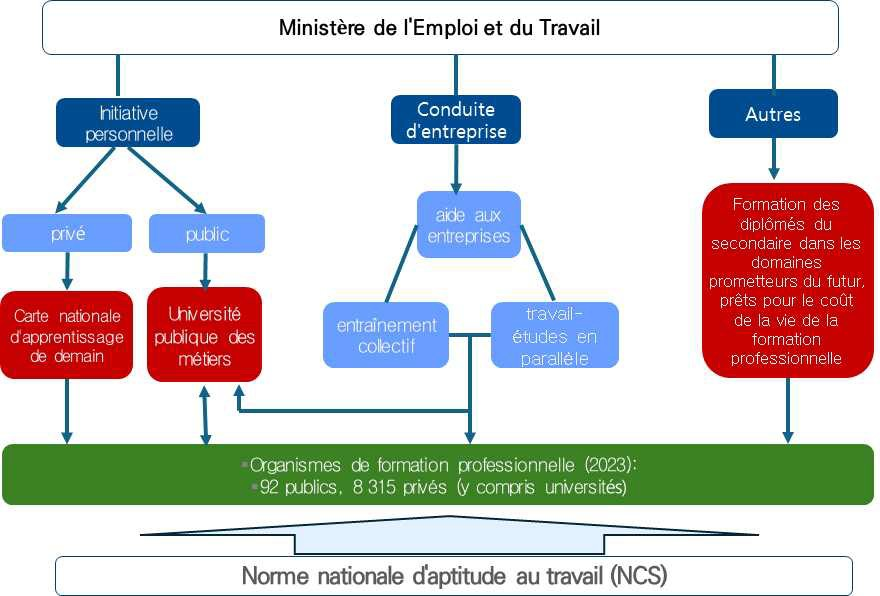 Ministère de l'Emploi et du Travail
Initiative
personnelle
Conduite
d'entreprise
Autres
privé
public
aide aux
entreprises
Formation des
diplômés du
secondaire dans les
domaines
prometteurs du futur,
prêts pour le coût
de la vie de la
formation
professionnelle
Carte nationale
d'apprentissage
de demain
Université
publique des
métiers
entraînement
collectif
travail-
études en
parallèle
▪Organismes de formation professionnelle (2023):
▪92 publics, 8 315 privés (y compris universités)
Norme nationale d'aptitude au travail (NCS)